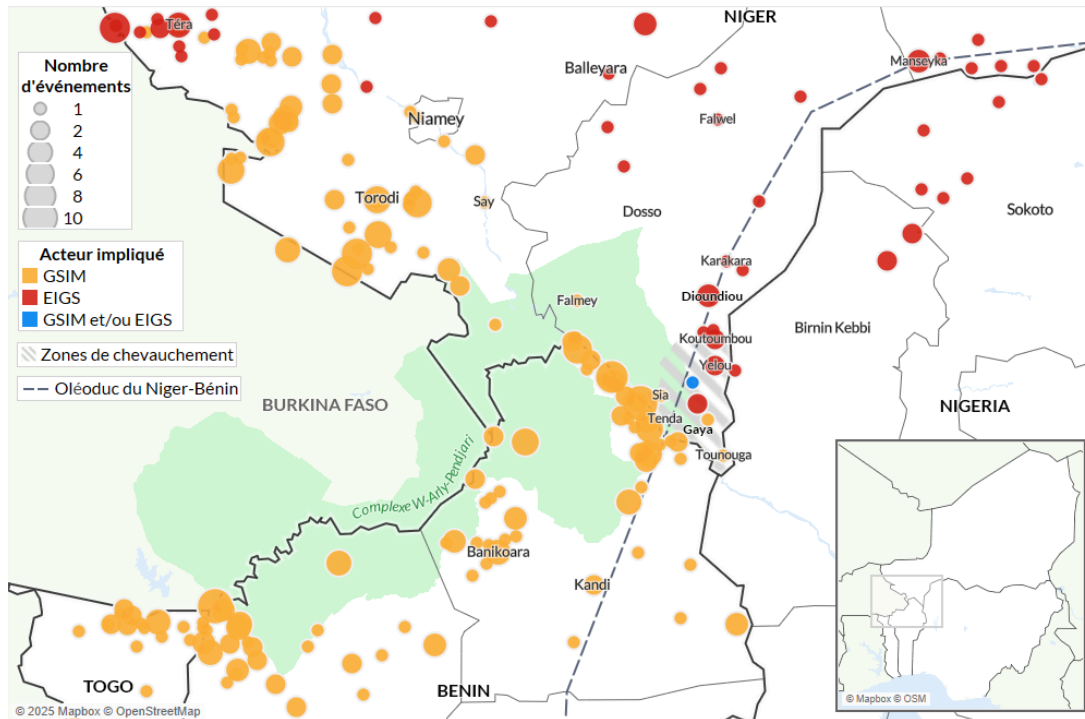 NIGER
Téra
Manseyka
Nombre
d'événements
1
2
4
6
8
10
Balleyara
Niamey
Falwel
Torodi
Say
Dosso
Sokoto
Acteur impliqué
GSIM
EIGS
GSIM et/ou EIGS
Karakara
Dioundiou
Falmey
Birnin Kebbi
Koutoumbou
Zones de chevauchement
Yelou
Oléoduc du Niger-Bénin
BURKINA FASO
Sia
NIGERIA
Tenda
Gaya
Tounouga
Complexe W-Arly-Pendjari
Banikoara
Kandi
TOGO
BENIN
© Mapbox © OSM
© 2025 Mapbox © OpenStreetMap